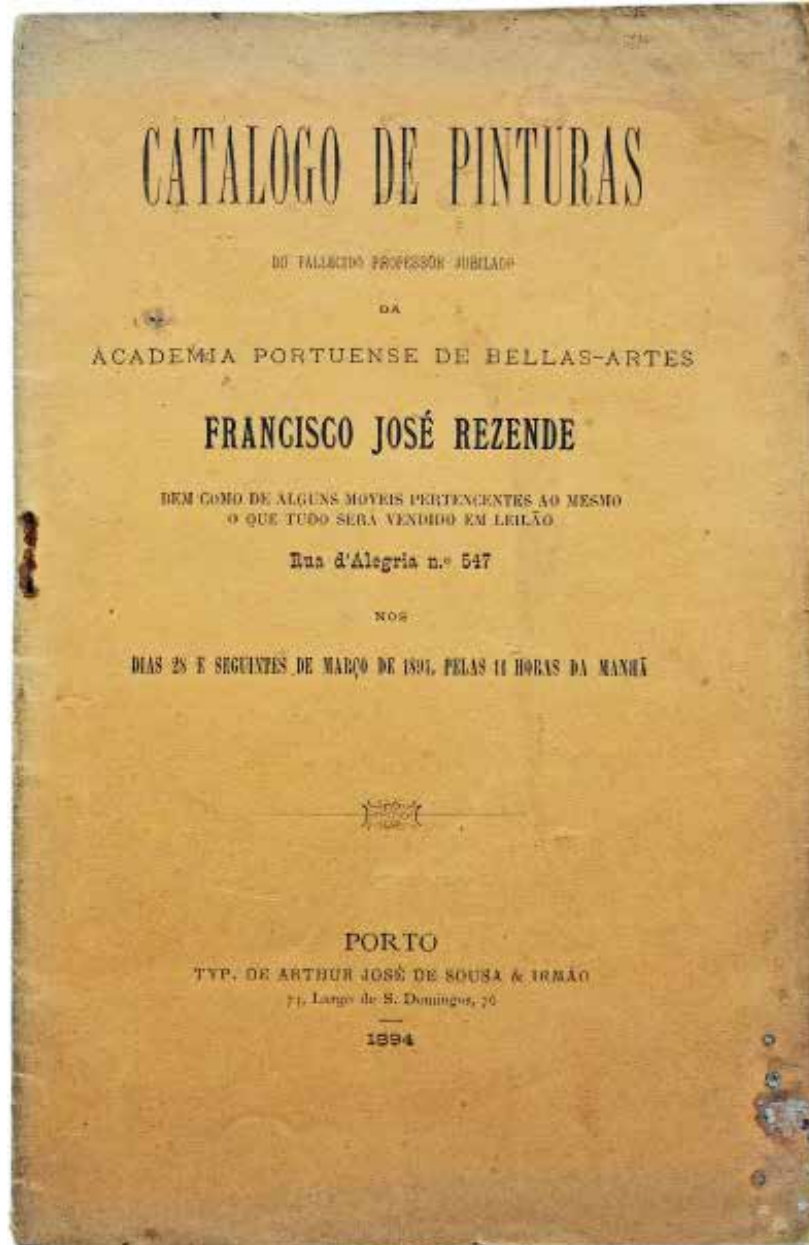 CATALOGO DE PINTURAS
DO FALLECIDO PROFESSOR JUBILADO
DA
ACADEMIA PORTUENSE DE BELLAS-ARTES
FRANCISCO JOSÉ REZENDE
BEM COMO DE ALGUNS MOVEIS PERTENCENTES AO MESMO
O QUE TUDO SERA VENDIDO EM LEILÃO
Rua d'Alegria n.º 547
NOS
DIAS 28 E SEGUINTES DE MARÇO DE 1894, PELAS 11 HORAS DA MANHÃ
PORTO
TYP. DE ARTHUR JOSÉ DE SOUSA & IRMÃO
Largo de S. Domingos, 76
1894